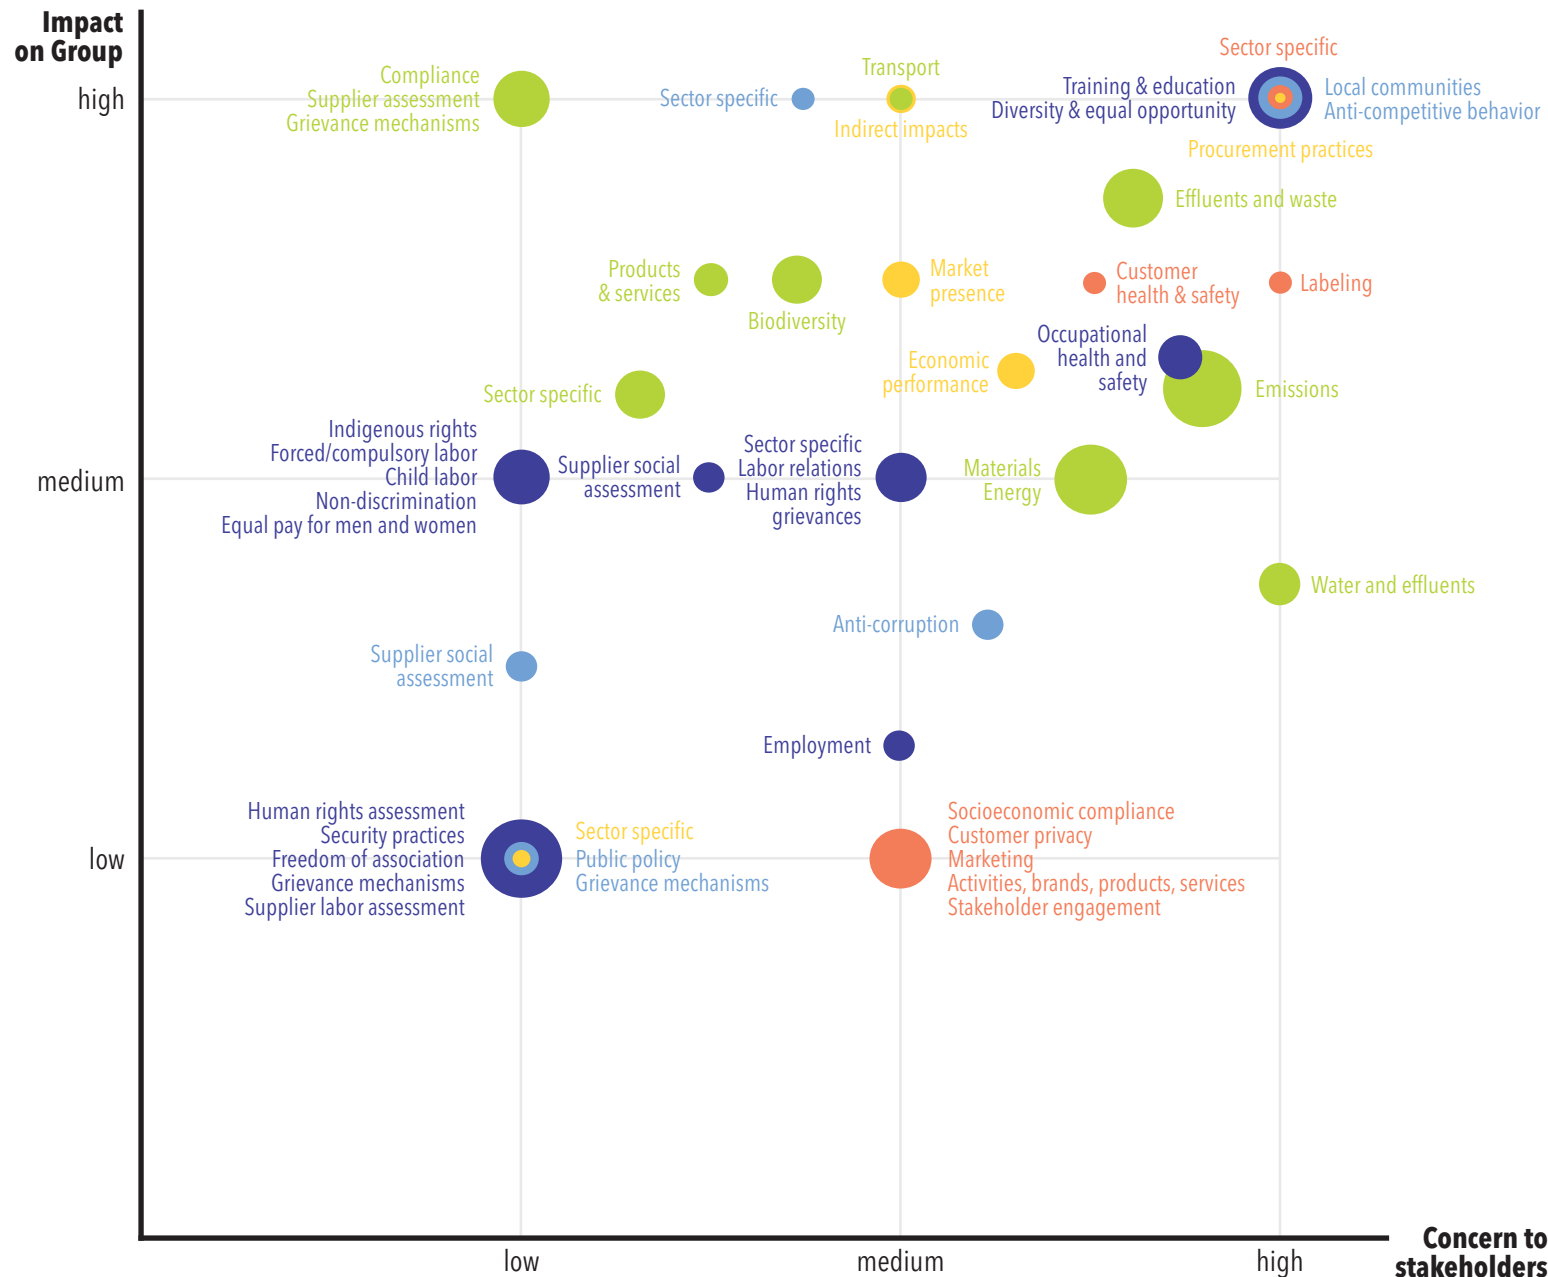 Impact
on Group
high
Compliance
Supplier assessment
Grievance mechanisms
Sector specific
Transport
Indirect impacts
Sector specific
Training & education
Diversity & equal opportunity
Local communities
Anti-competitive behavior
Procurement practices
Effluents and waste
Products
& services
Biodiversity
Market
presence
Customer
health & safety
Labeling
Occupational
health and
safety
Economic
performance
Emissions
Sector specific
medium
Indigenous rights
Forced/compulsory labor
Child labor
Non-discrimination
Equal pay for men and women
Supplier social
assessment
Sector specific
Labor relations
Human rights
grievances
Materials
Energy
Water and effluents
Anti-corruption
Supplier social
assessment
Employment
low
Human rights assessment
Security practices
Freedom of association
Grievance mechanisms
Supplier labor assessment
Sector specific
Public policy
Grievance mechanisms
Socioeconomic compliance
Customer privacy
Marketing
Activities, brands, products, services
Stakeholder engagement
low
medium
high
Concern to
stakeholders